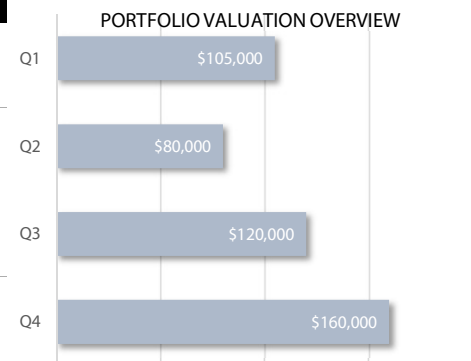 PORTFOLIO VALUATION OVERVIEW
Q1 $105,000
Q2 $80,000
Q3 $120,000
Q4 $160,000